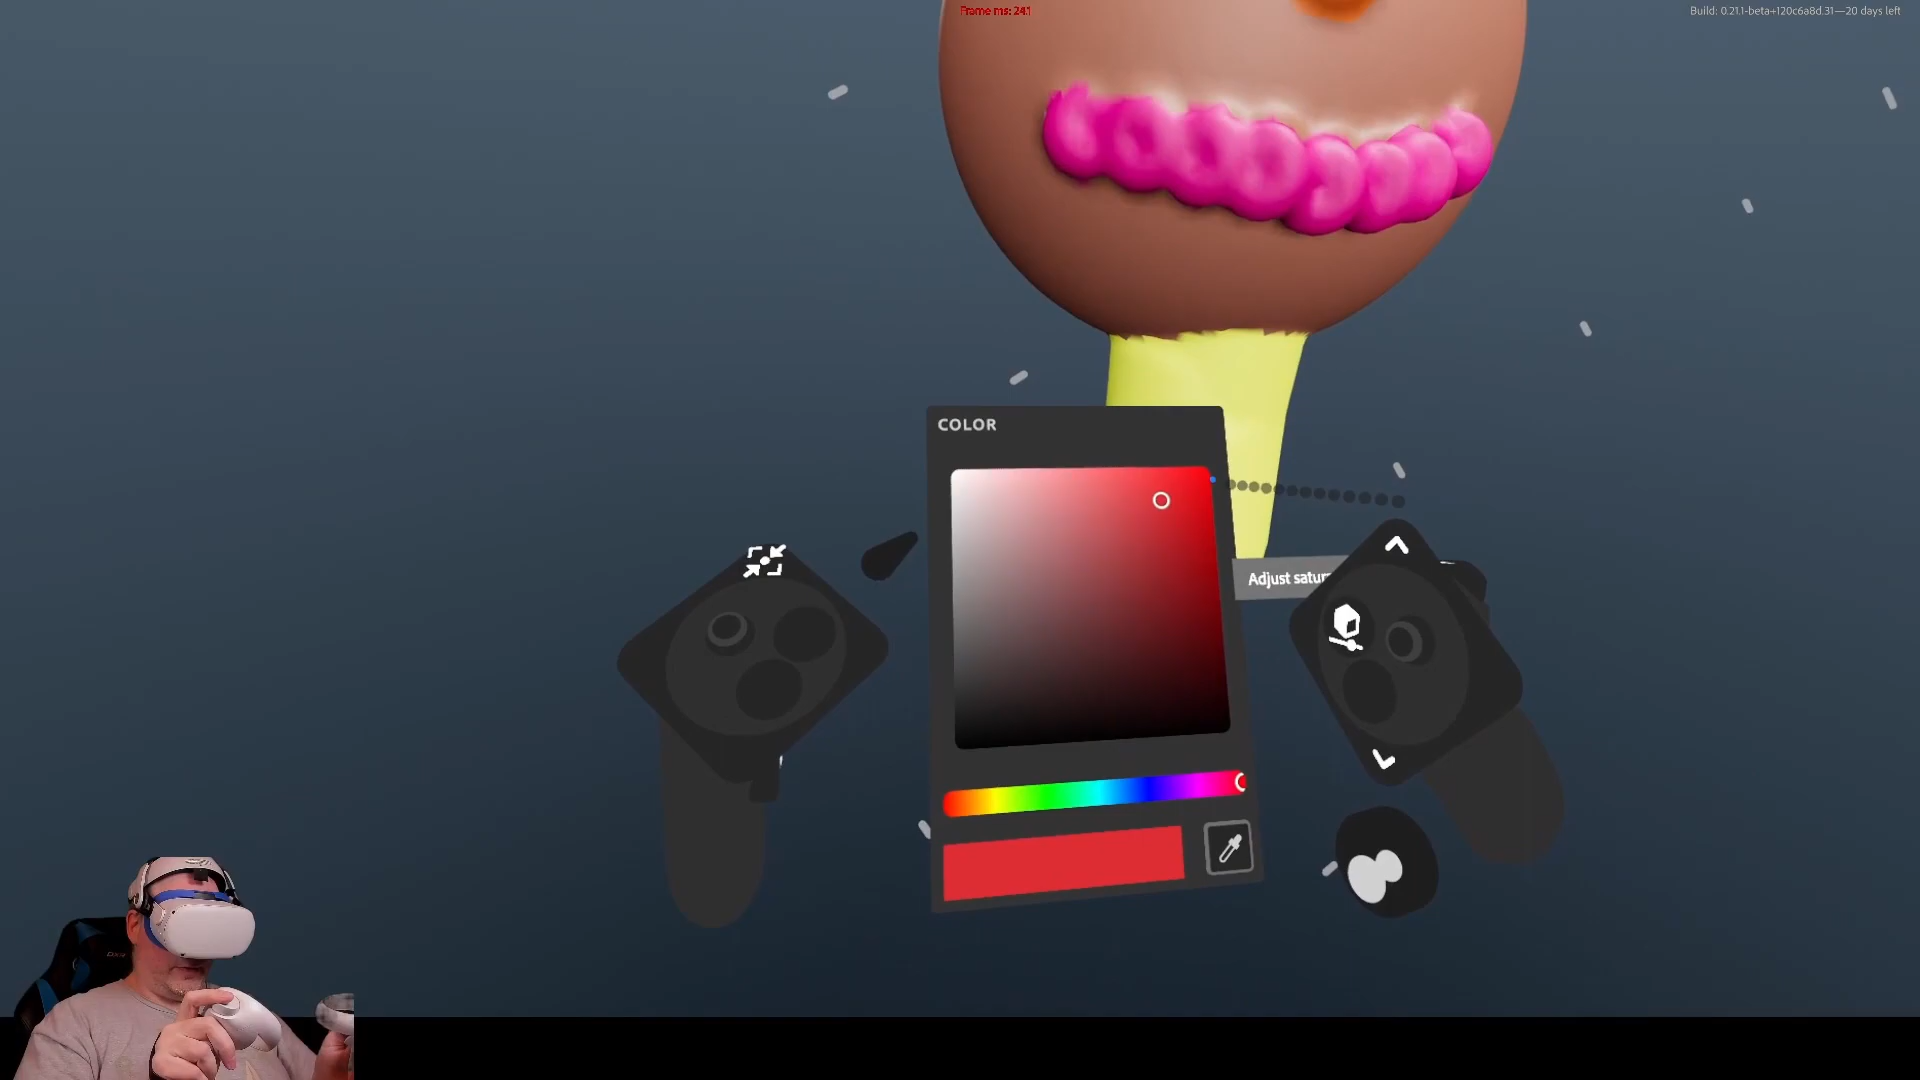 Frame ms: 24.1
Build: 0.21.1-beta+120c6a8d.31—20 days left
COLOR
Adjust satur